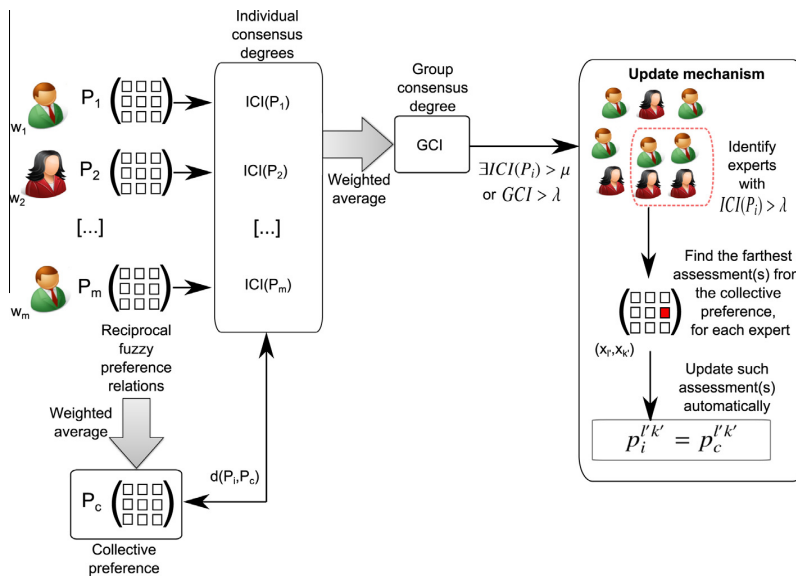 Individual
consensus
degrees
w₁
P₁
ICI(P₁)
w₂
P₂
ICI(P₂)
[...]
[...]
wₘ
Pₘ
ICI(Pₘ)
Reciprocal
fuzzy
preference
relations
Weighted
average
P꜀
Collective
preference
d(Pᵢ,P꜀)
Weighted
average
Group
consensus
degree
GCI
∃ICI(Pᵢ) > μ
or GCI > λ
Update mechanism
Identify
experts
with
ICI(Pᵢ) > λ
Find the farthest
assessment(s) from
the collective
preference,
for each expert
(xₗ',xₖ')
Update such
assessment(s)
automatically
pᵢˡ'ᵏ' = p꜀ˡ'ᵏ'